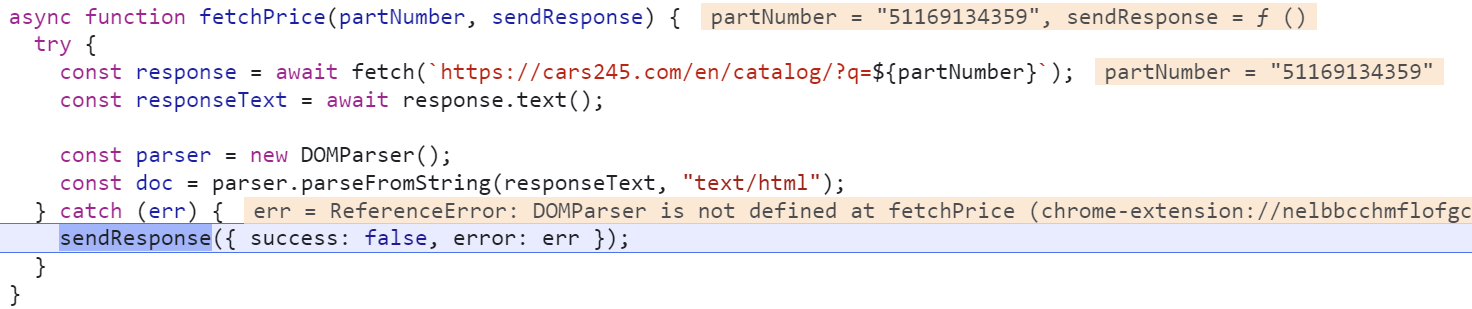 async function fetchPrice(partNumber, sendResponse) { partNumber = "51169134359", sendResponse = ƒ ()
try {
const response = await fetch(`https://cars245.com/en/catalog/?q=${partNumber}`); partNumber = "51169134359"
const responseText = await response.text();
const parser = new DOMParser();
const doc = parser.parseFromString(responseText, "text/html");
} catch (err) { err = ReferenceError: DOMParser is not defined at fetchPrice (chrome-extension://nelbbcchmflofgc
sendResponse({ success: false, error: err });
}
}